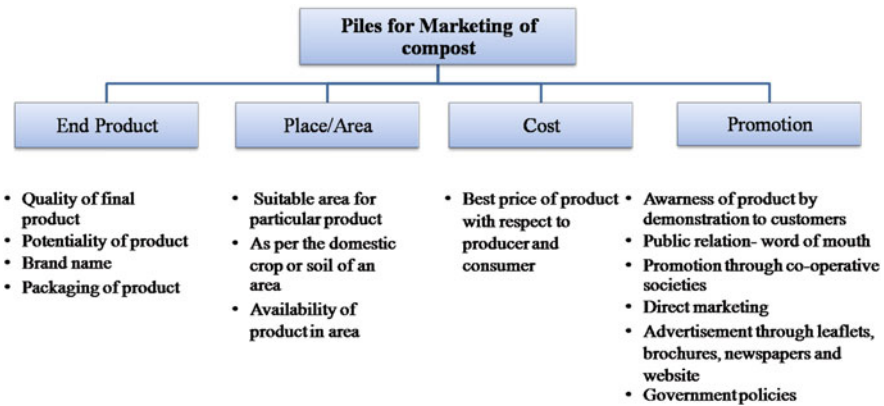 Piles for Marketing of
compost
End Product
Place/Area
Cost
Promotion
• Quality of final
product
• Potentiality of product
• Brand name
• Packaging of product
• Suitable area for
particular product
• As per the domestic
crop or soil of an
area
• Availability of
product in area
• Best price of product
with respect to
producer and
consumer
• Awarness of product by
demonstration to customers
• Public relation- word of mouth
• Promotion through co-operative
societies
• Direct marketing
• Advertisement through leaflets,
brochures, newspapers and
website
• Government policies